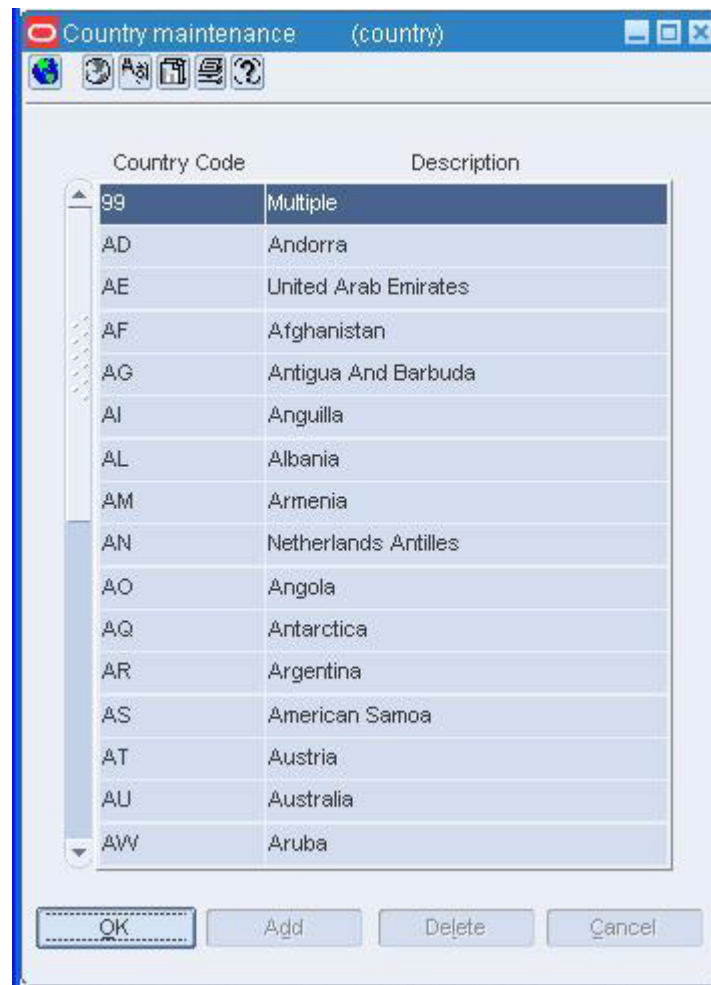 Country maintenance (country)
Country Code Description
99 Multiple
AD Andorra
AE United Arab Emirates
AF Afghanistan
AG Antigua And Barbuda
AI Anguilla
AL Albania
AM Armenia
AN Netherlands Antilles
AO Angola
AQ Antarctica
AR Argentina
AS American Samoa
AT Austria
AU Australia
AW Aruba
OK Add Delete Cancel